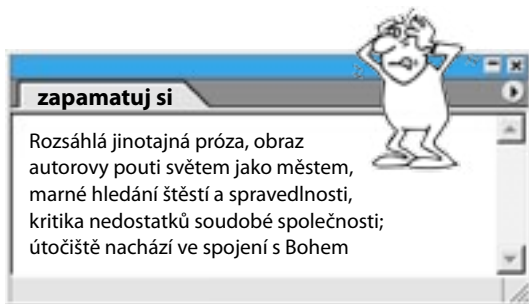 zapamatuj si
Rozsáhlá jinotajná próza, obraz
autorovy pouti světem jako městem,
marné hledání štěstí a spravedlnosti,
kritika nedostatků soudobé společnosti;
útočiště nachází ve spojení s Bohem